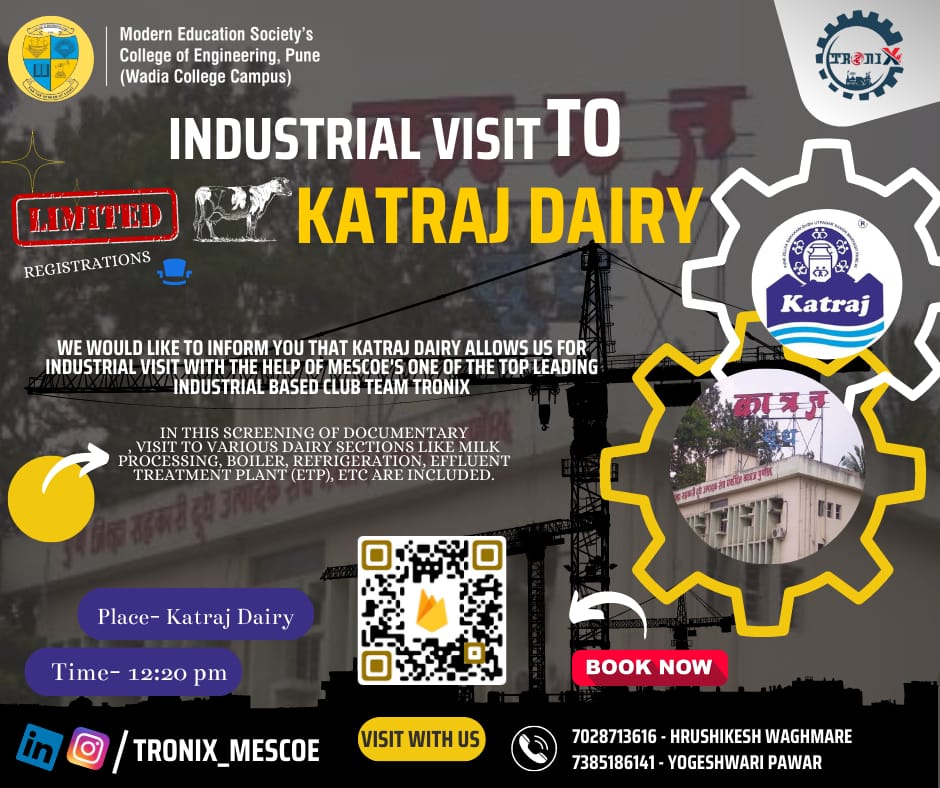 Modern Education Society's
College of Engineering, Pune
(Wadia College Campus)
TRONIX
INDUSTRIAL VISIT TO
KATRAJ DAIRY
LIMITED
REGISTRATIONS
Katraj
WE WOULD LIKE TO INFORM YOU THAT KATRAJ DAIRY ALLOWS US FOR
INDUSTRIAL VISIT WITH THE HELP OF MESCOE'S ONE OF THE TOP LEADING
INDUSTRIAL BASED CLUB TEAM TRONIX
कात्रज
दूध
IN THIS SCREENING OF DOCUMENTARY
, VISIT TO VARIOUS DAIRY SECTIONS LIKE MILK
PROCESSING, BOILER, REFRIGERATION, EFFLUENT
TREATMENT PLANT (ETP), ETC ARE INCLUDED.
Place- Katraj Dairy
Time- 12:20 pm
BOOK NOW
in / TRONIX_MESCOE
VISIT WITH US
7028713616 - HRUSHIKESH WAGHMARE
7385186141 - YOGESHWARI PAWAR